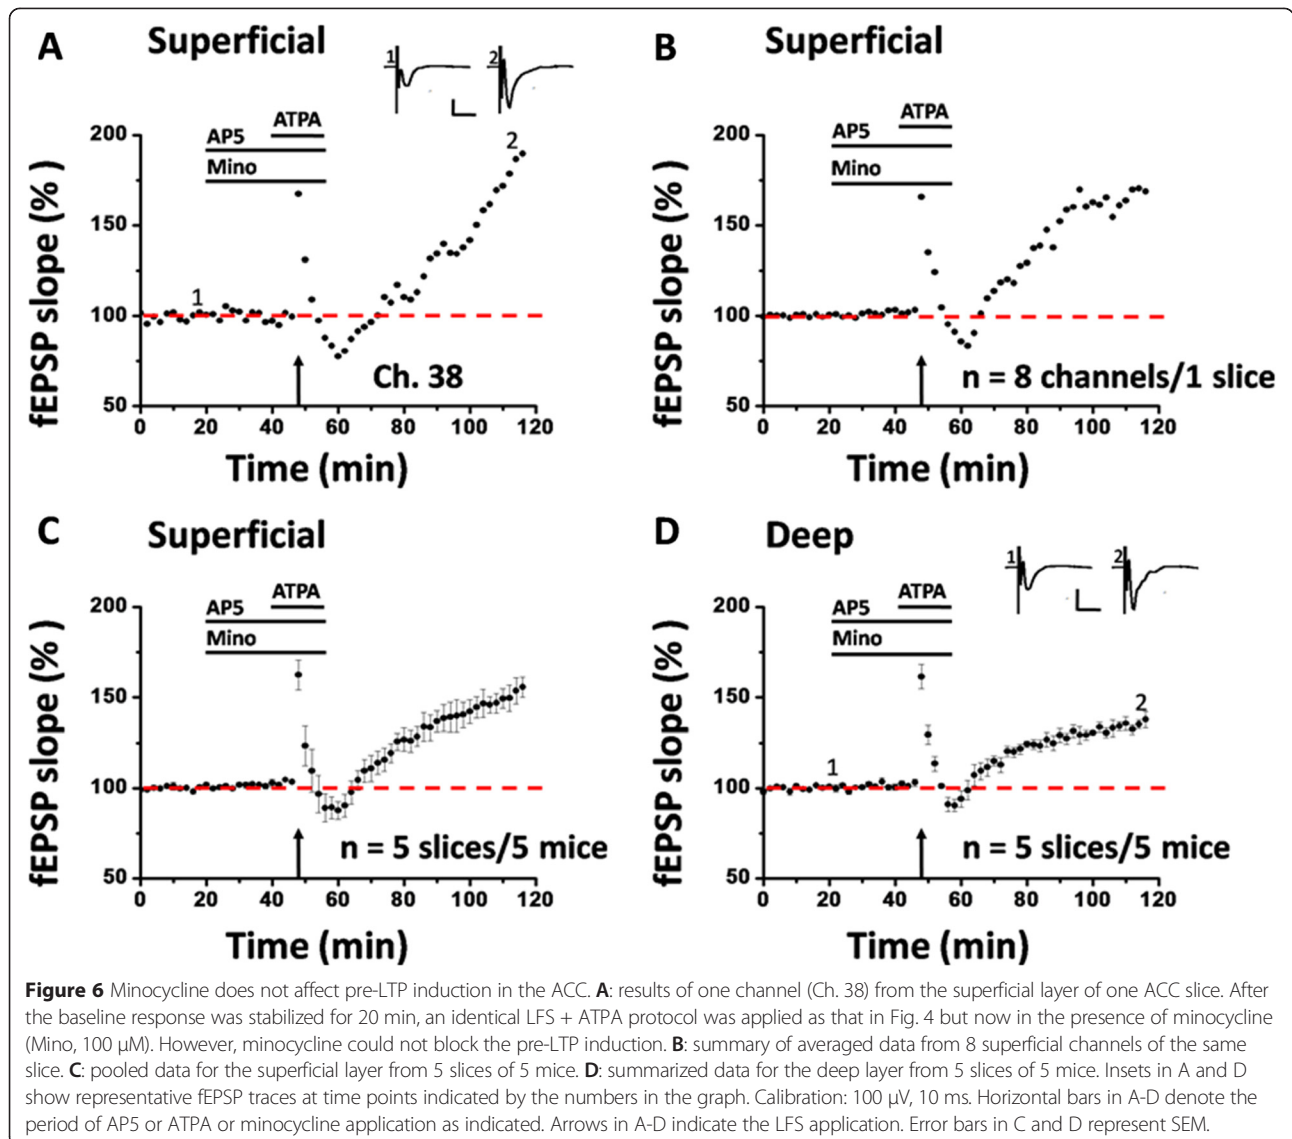 A Superficial
1 2
ATPA
AP5
Mino
200
150
100
50
fEPSP slope (%)
1
2
Ch. 38
0 20 40 60 80 100 120
Time (min)
B Superficial
ATPA
AP5
Mino
200
150
100
50
fEPSP slope (%)
n = 8 channels/1 slice
0 20 40 60 80 100 120
Time (min)
C Superficial
ATPA
AP5
Mino
200
150
100
50
fEPSP slope (%)
n = 5 slices/5 mice
0 20 40 60 80 100 120
Time (min)
D Deep
1 2
ATPA
AP5
Mino
200
150
100
50
fEPSP slope (%)
1
2
n = 5 slices/5 mice
0 20 40 60 80 100 120
Time (min)
Figure 6 Minocycline does not affect pre-LTP induction in the ACC. A: results of one channel (Ch. 38) from the superficial layer of one ACC slice. After
the baseline response was stabilized for 20 min, an identical LFS + ATPA protocol was applied as that in Fig. 4 but now in the presence of minocycline
(Mino, 100 μM). However, minocycline could not block the pre-LTP induction. B: summary of averaged data from 8 superficial channels of the same
slice. C: pooled data for the superficial layer from 5 slices of 5 mice. D: summarized data for the deep layer from 5 slices of 5 mice. Insets in A and D
show representative fEPSP traces at time points indicated by the numbers in the graph. Calibration: 100 μV, 10 ms. Horizontal bars in A-D denote the
period of AP5 or ATPA or minocycline application as indicated. Arrows in A-D indicate the LFS application. Error bars in C and D represent SEM.